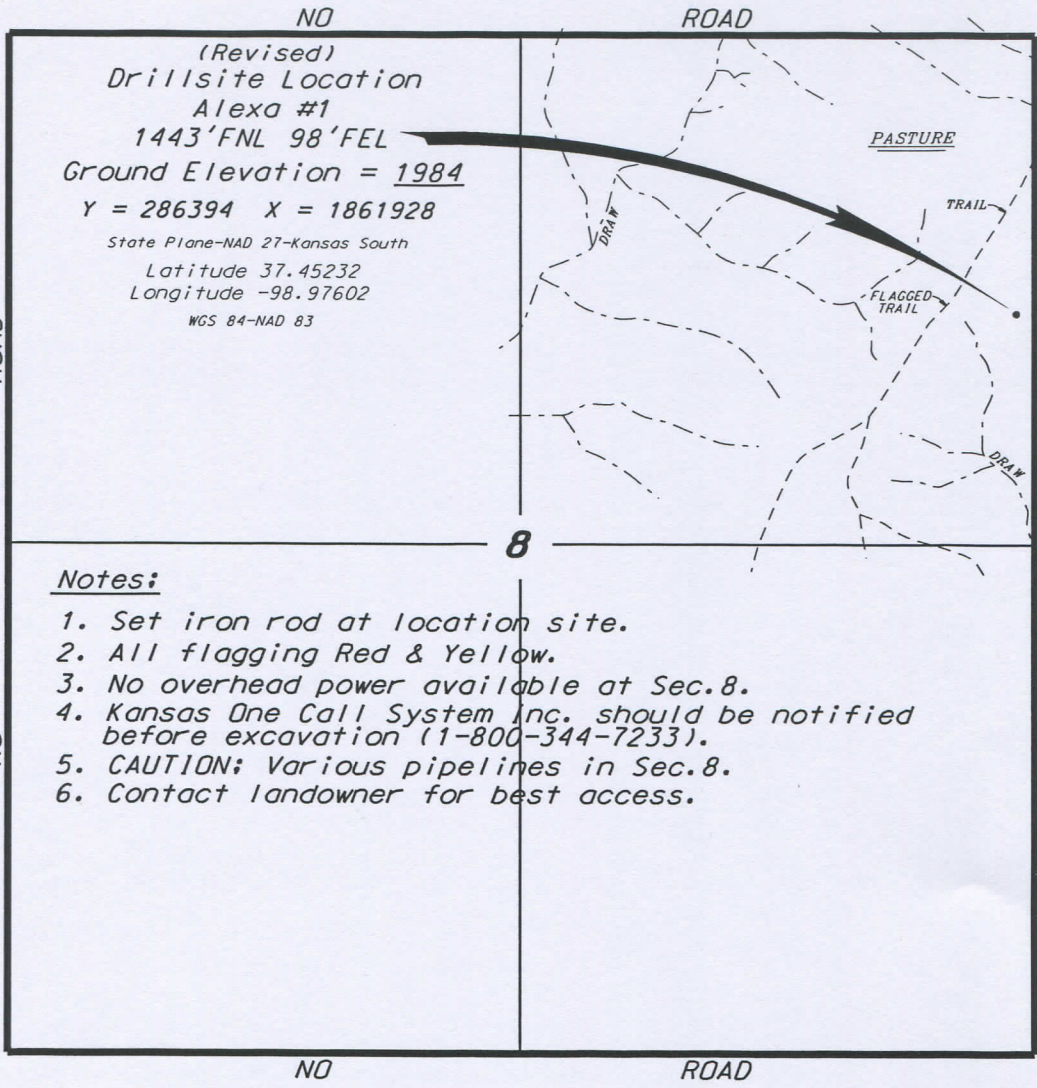 NO ROAD
(Revised)
Drillsite Location
Alexa #1
1443'FNL 98'FEL
Ground Elevation = 1984
Y = 286394 X = 1861928
State Plane-NAD 27-Kansas South
Latitude 37.45232
Longitude -98.97602
WGS 84-NAD 83
PASTURE
TRAIL
DRAW
FLAGGED
TRAIL
DRAW
8
Notes:
1. Set iron rod at location site.
2. All flagging Red & Yellow.
3. No overhead power available at Sec.8.
4. Kansas One Call System Inc. should be notified
before excavation (1-800-344-7233).
5. CAUTION: Various pipelines in Sec.8.
6. Contact landowner for best access.
NO ROAD